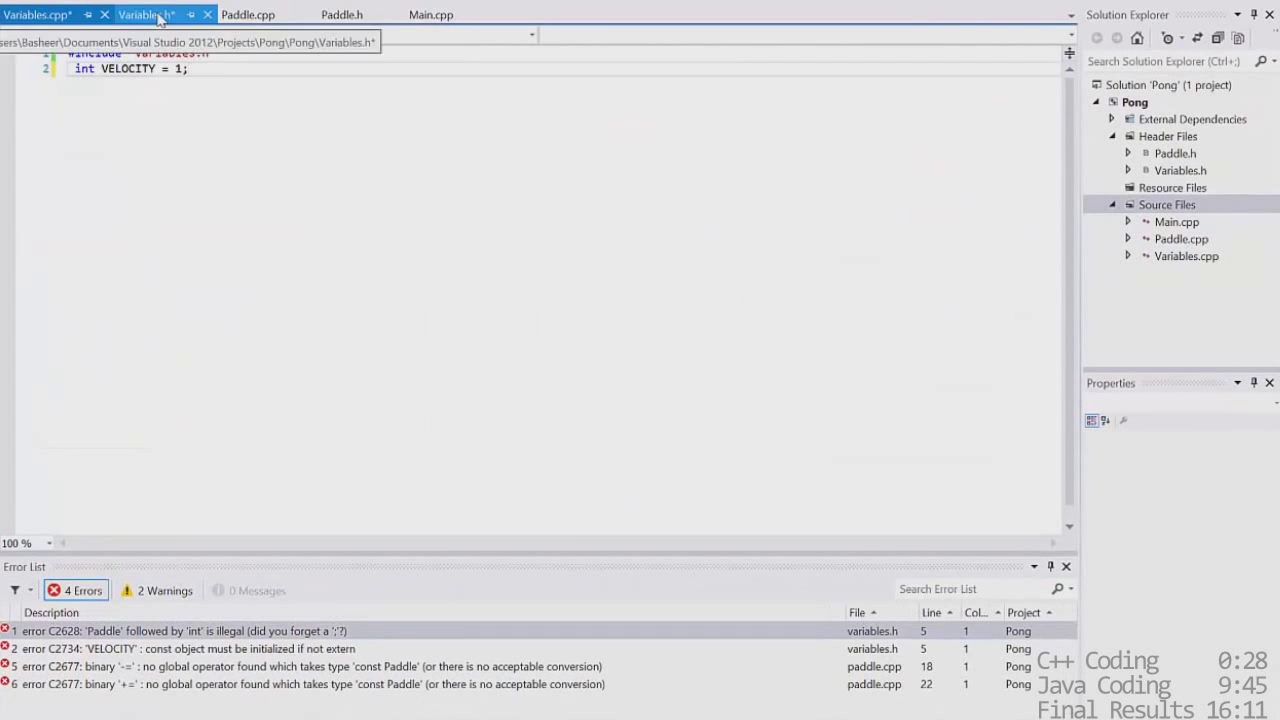 Variables.cpp* Variables.h* Paddle.cpp Paddle.h Main.cpp
sers\Basheer\Documents\Visual Studio 2012\Projects\Pong\Pong\Variables.h*
1 #include "Variables.h"
2 int VELOCITY = 1;
100 %
Solution Explorer
Search Solution Explorer (Ctrl+;)
Solution 'Pong' (1 project)
Pong
External Dependencies
Header Files
Paddle.h
Variables.h
Resource Files
Source Files
Main.cpp
Paddle.cpp
Variables.cpp
Properties
Error List
4 Errors 2 Warnings 0 Messages Search Error List
Description File Line Col... Project
1 error C2628: 'Paddle' followed by 'int' is illegal (did you forget a ';'?) variables.h 5 1 Pong
2 error C2734: 'VELOCITY' : const object must be initialized if not extern variables.h 5 1 Pong
5 error C2677: binary '-=' : no global operator found which takes type 'const Paddle' (or there is no acceptable conversion) paddle.cpp 18 1 Pong
6 error C2677: binary '+=' : no global operator found which takes type 'const Paddle' (or there is no acceptable conversion) paddle.cpp 22 1 Pong
C++ Coding 0:28
Java Coding 9:45
Final Results 16:11